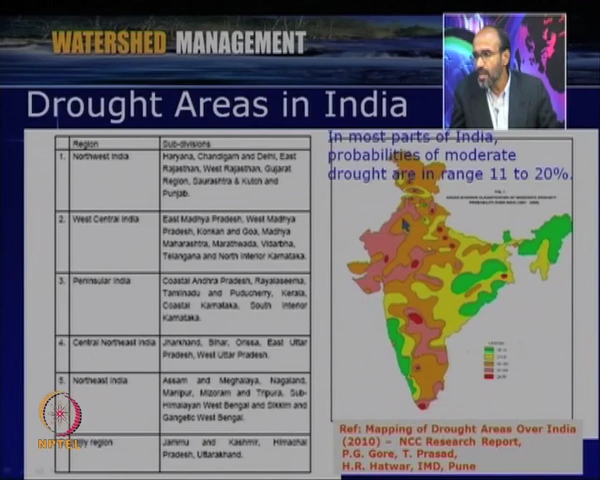 WATERSHED MANAGEMENT
Drought Areas in India
In most parts of India,
probabilities of moderate
drought are in range 11 to 20%.
Region Sub-divisions
1. Northwest India Haryana, Chandigarh and Delhi, East
Rajasthan, West Rajasthan, Gujarat
Region, Saurashtra & Kutch and
Punjab.
2. West Central India East Madhya Pradesh, West Madhya
Pradesh, Konkan and Goa, Madhya
Maharashtra, Marathwada, Vidarbha,
Telangana and North Interior Karnataka.
3. Peninsular India Coastal Andhra Pradesh, Rayalaseema,
Tamilnadu and Puducherry, Kerala,
Coastal Karnataka, South Interior
Karnataka.
4. Central Northeast India Jharkhand, Bihar, Orissa, East Uttar
Pradesh, West Uttar Pradesh.
5. Northeast India Assam and Meghalaya, Nagaland,
Manipur, Mizoram and Tripura, Sub-
Himalayan West Bengal and Sikkim and
Gangetic West Bengal.
region Jammu and Kashmir, Himachal
Pradesh, Uttarakhand.
NPTEL
Ref: Mapping of Drought Areas Over India
(2010) – NCC Research Report,
P.G. Gore, T. Prasad,
H.R. Hatwar, IMD, Pune